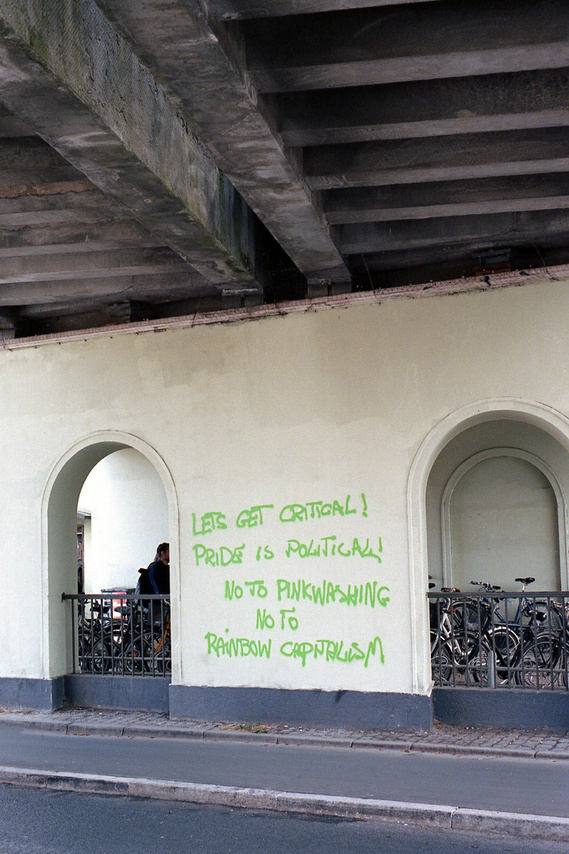 LETS GET CRITICAL!
PRIDE IS POLITICAL!
NO TO PINKWASHING
NO TO
RAINBOW CAPITALISM